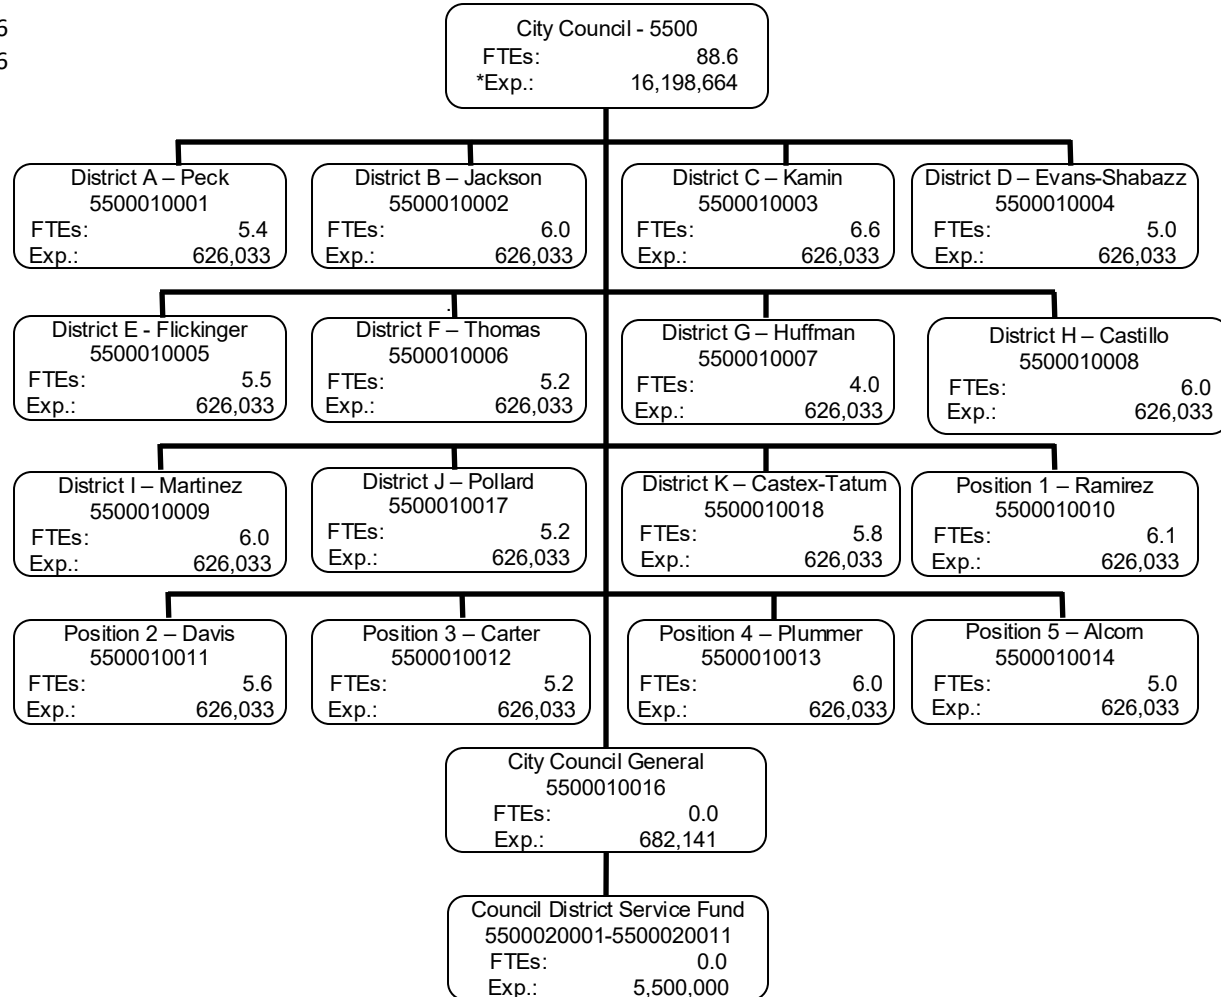 6
6
City Council - 5500
FTEs: 88.6
*Exp.: 16,198,664
District A – Peck
5500010001
FTEs: 5.4
Exp.: 626,033
District B – Jackson
5500010002
FTEs: 6.0
Exp.: 626,033
District C – Kamin
5500010003
FTEs: 6.6
Exp.: 626,033
District D – Evans-Shabazz
5500010004
FTEs: 5.0
Exp.: 626,033
District E - Flickinger
5500010005
FTEs: 5.5
Exp.: 626,033
District F – Thomas
5500010006
FTEs: 5.2
Exp.: 626,033
District G – Huffman
5500010007
FTEs: 4.0
Exp.: 626,033
District H – Castillo
5500010008
FTEs: 6.0
Exp.: 626,033
District I – Martinez
5500010009
FTEs: 6.0
Exp.: 626,033
District J – Pollard
5500010017
FTEs: 5.2
Exp.: 626,033
District K – Castex-Tatum
5500010018
FTEs: 5.8
Exp.: 626,033
Position 1 – Ramirez
5500010010
FTEs: 6.1
Exp.: 626,033
Position 2 – Davis
5500010011
FTEs: 5.6
Exp.: 626,033
Position 3 – Carter
5500010012
FTEs: 5.2
Exp.: 626,033
Position 4 – Plummer
5500010013
FTEs: 6.0
Exp.: 626,033
Position 5 – Alcorn
5500010014
FTEs: 5.0
Exp.: 626,033
City Council General
5500010016
FTEs: 0.0
Exp.: 682,141
Council District Service Fund
5500020001-5500020011
FTEs: 0.0
Exp.: 5,500,000